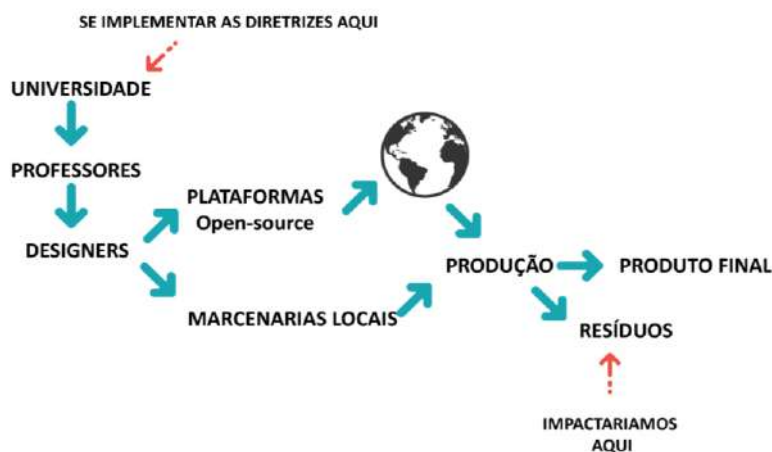 SE IMPLEMENTAR AS DIRETRIZES AQUI
UNIVERSIDADE
PROFESSORES
DESIGNERS
PLATAFORMAS
Open-source
MARCENARIAS LOCAIS
PRODUÇÃO
PRODUTO FINAL
RESÍDUOS
IMPACTARIAMOS
AQUI